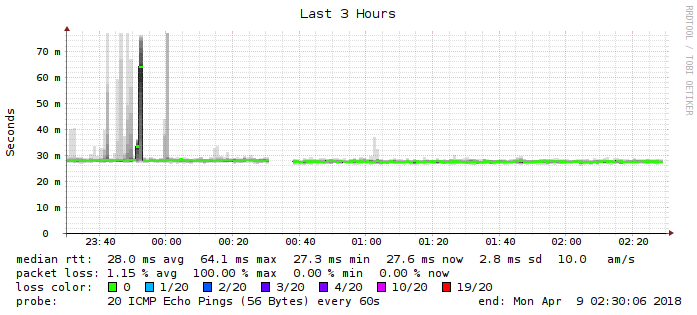 Last 3 Hours
RRDTOOL / TOBI OETIKER
Seconds
70 m
60 m
50 m
40 m
30 m
20 m
10 m
0
23:40 00:00 00:20 00:40 01:00 01:20 01:40 02:00 02:20
median rtt: 28.0 ms avg 64.1 ms max 27.3 ms min 27.6 ms now 2.8 ms sd 10.0 am/s
packet loss: 1.15 % avg 100.00 % max 0.00 % min 0.00 % now
loss color: 0 1/20 2/20 3/20 4/20 10/20 19/20
probe: 20 ICMP Echo Pings (56 Bytes) every 60s end: Mon Apr 9 02:30:06 2018